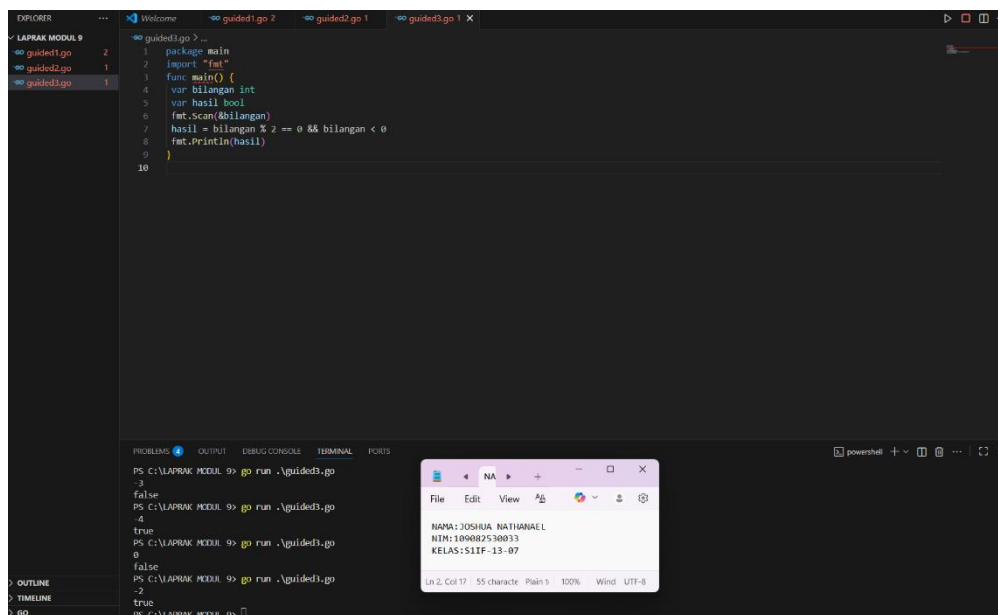 EXPLORER ...
Welcome
guided1.go 2
guided2.go 1
guided3.go 1
LAPRAK MODUL 9
guided1.go 2
guided2.go 1
guided3.go 1
guided3.go > ...
1 package main
2 import "fmt"
3 func main() {
4 var bilangan int
5 var hasil bool
6 fmt.Scan(&bilangan)
7 hasil = bilangan % 2 == 0 && bilangan < 0
8 fmt.Println(hasil)
9 }
10
PROBLEMS 4 OUTPUT DEBUG CONSOLE TERMINAL PORTS
powershell
PS C:\LAPRAK MODUL 9> go run .\guided3.go
-3
false
PS C:\LAPRAK MODUL 9> go run .\guided3.go
-4
true
PS C:\LAPRAK MODUL 9> go run .\guided3.go
0
false
PS C:\LAPRAK MODUL 9> go run .\guided3.go
-2
true
PS C:\LAPRAK MODUL 9>
NA
File Edit View
NAMA:JOSHUA NATHANAEL
NIM:109082530033
KELAS:S1IF-13-07
Ln 2, Col 17 55 characte Plain t 100% Wind UTF-8
OUTLINE
TIMELINE
GO